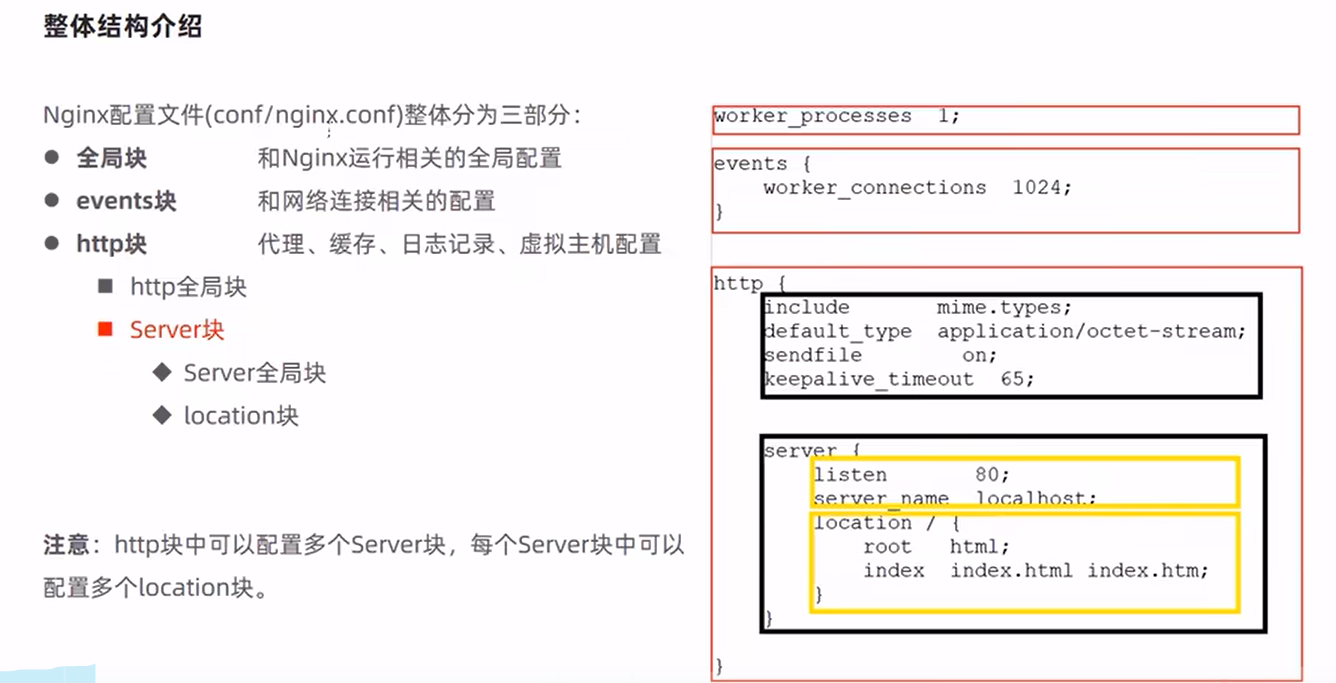 整体结构介绍
Nginx配置文件(conf/nginx.conf)整体分为三部分：
● 全局块 和Nginx运行相关的全局配置
● events块 和网络连接相关的配置
● http块 代理、缓存、日志记录、虚拟主机配置
■ http全局块
■ Server块
◆ Server全局块
◆ location块
注意：http块中可以配置多个Server块，每个Server块中可以
配置多个location块。
worker_processes  1;
events {
    worker_connections  1024;
}
http {
    include       mime.types;
    default_type  application/octet-stream;
    sendfile        on;
    keepalive_timeout  65;
    server {
        listen       80;
        server_name  localhost;
        location / {
            root   html;
            index  index.html index.htm;
        }
    }
}